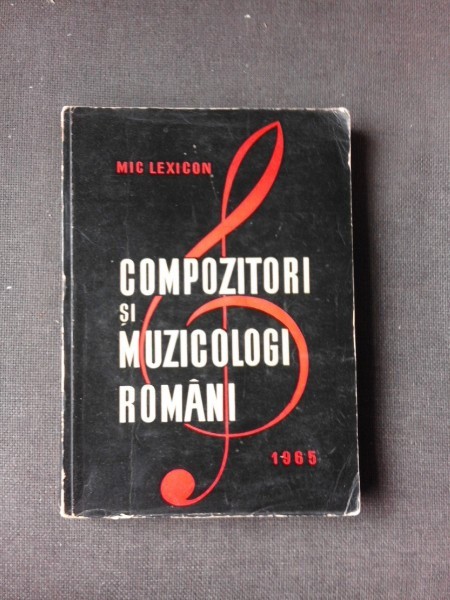 MIC LEXICON
COMPOZITORI
ȘI
MUZICOLOGI
ROMÂNI
1965